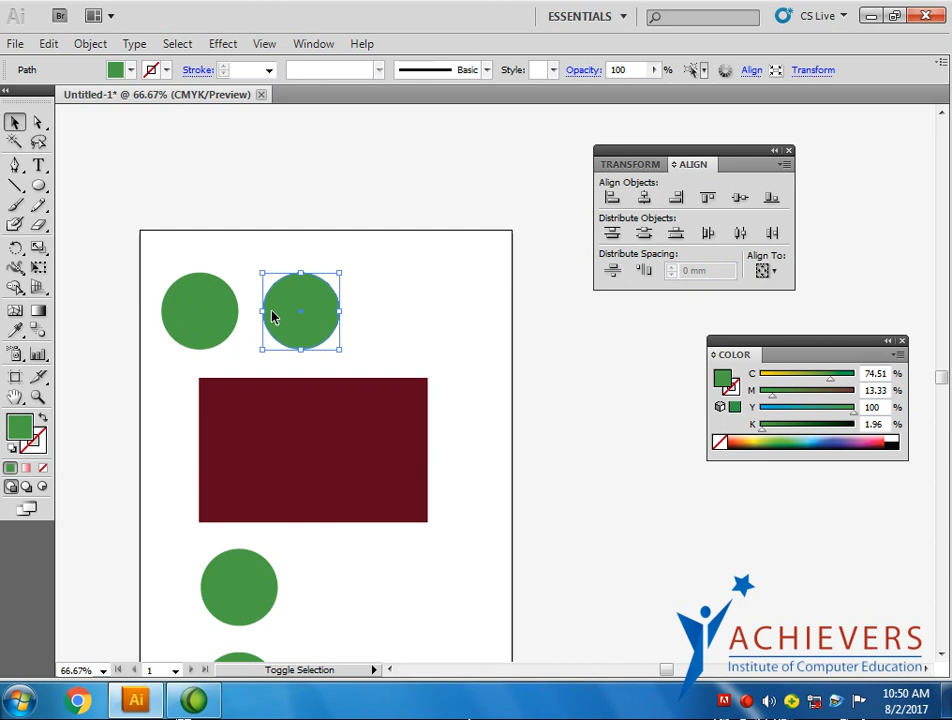 Ai
Br
ESSENTIALS
CS Live
File Edit Object Type Select Effect View Window Help
Path
Stroke:
Basic
Style:
Opacity:
100
%
Align
Transform
Untitled-1* @ 66.67% (CMYK/Preview)
TRANSFORM
ALIGN
Align Objects:
Distribute Objects:
Distribute Spacing:
Align To:
0 mm
COLOR
C 74.51 %
M 13.33 %
Y 100 %
K 1.96 %
T
ACHIEVERS
Institute of Computer Education
66.67%
1
Toggle Selection
Ai
10:50 AM
8/2/2017